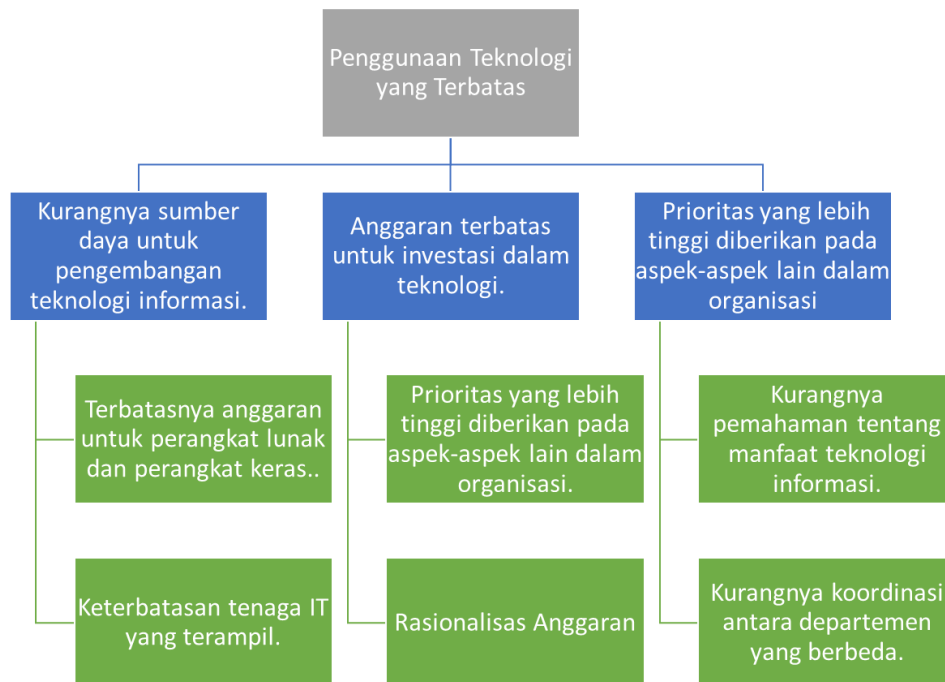 Penggunaan Teknologi
yang Terbatas
Kurangnya sumber
daya untuk
pengembangan
teknologi informasi.
Anggaran terbatas
untuk investasi dalam
teknologi.
Prioritas yang lebih
tinggi diberikan pada
aspek-aspek lain dalam
organisasi
Terbatasnya anggaran
untuk perangkat lunak
dan perangkat keras..
Prioritas yang lebih
tinggi diberikan pada
aspek-aspek lain dalam
organisasi.
Kurangnya
pemahaman tentang
manfaat teknologi
informasi.
Keterbatasan tenaga IT
yang terampil.
Rasionalisas Anggaran
Kurangnya koordinasi
antara departemen
yang berbeda.